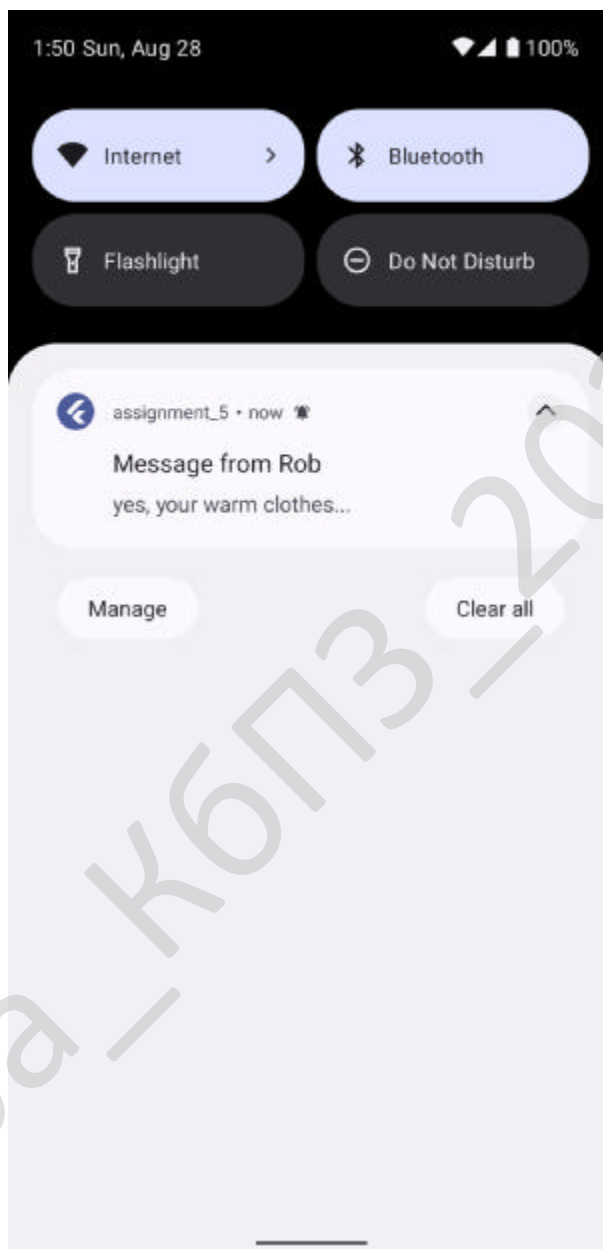 1:50 Sun, Aug 28 100%
Internet
Bluetooth
Flashlight
Do Not Disturb
assignment_5 • now
Message from Rob
yes, your warm clothes...
Manage
Clear all